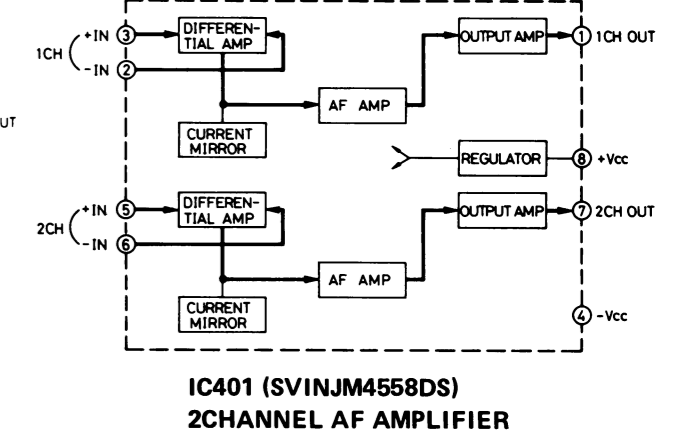 +IN 3
DIFFEREN-
TIAL AMP
OUTPUT AMP
1 1CH OUT
1CH
-IN 2
UT
AF AMP
CURRENT
MIRROR
REGULATOR
8 +Vcc
+IN 5
DIFFEREN-
TIAL AMP
OUTPUT AMP
7 2CH OUT
2CH
-IN 6
AF AMP
CURRENT
MIRROR
4 -Vcc
IC401 (SVINJM4558DS)
2CHANNEL AF AMPLIFIER